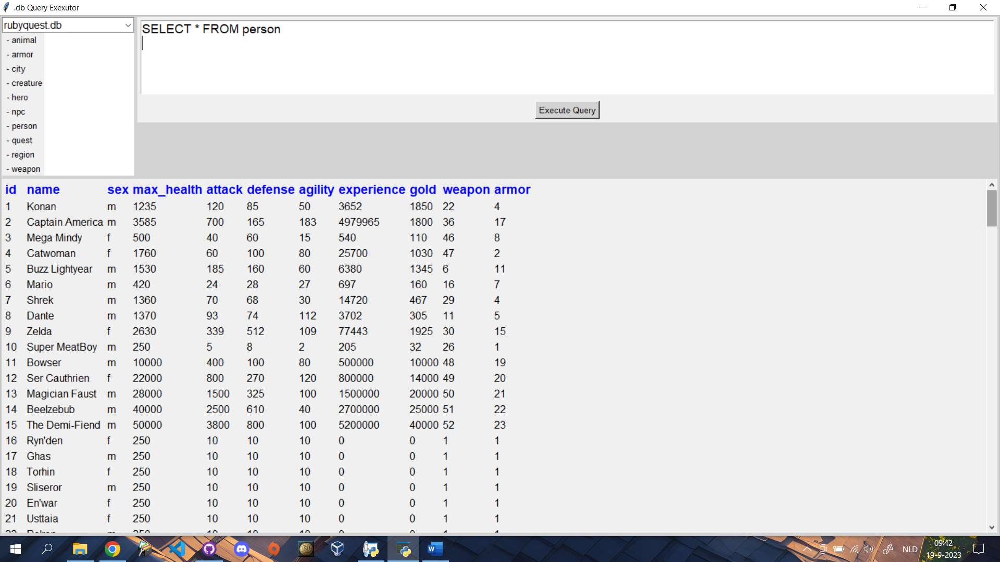 .db Query Exexutor
rubyquest.db
- animal
- armor
- city
- creature
- hero
- npc
- person
- quest
- region
- weapon
SELECT * FROM person
Execute Query
id name sex max_health attack defense agility experience gold weapon armor
1 Konan m 1235 120 85 50 3652 1850 22 4
2 Captain America m 3585 700 165 183 4979965 1800 36 17
3 Mega Mindy f 500 40 60 15 540 110 46 8
4 Catwoman f 1760 60 100 80 25700 1030 47 2
5 Buzz Lightyear m 1530 185 160 60 6380 1345 6 11
6 Mario m 420 24 28 27 697 160 16 7
7 Shrek m 1360 70 68 30 14720 467 29 4
8 Dante m 1370 93 74 112 3702 305 11 5
9 Zelda f 2630 339 512 109 77443 1925 30 15
10 Super MeatBoy m 250 5 8 2 205 32 26 1
11 Bowser m 10000 400 100 80 500000 10000 48 19
12 Ser Cauthrien f 22000 800 270 120 800000 14000 49 20
13 Magician Faust m 28000 1500 325 100 1500000 20000 50 21
14 Beelzebub m 40000 2500 610 40 2700000 25000 51 22
15 The Demi-Fiend m 50000 3800 800 100 5200000 40000 52 23
16 Ryn'den f 250 10 10 10 0 0 1 1
17 Ghas m 250 10 10 10 0 0 1 1
18 Torhin f 250 10 10 10 0 0 1 1
19 Sliseror m 250 10 10 10 0 0 1 1
20 En'war f 250 10 10 10 0 0 1 1
21 Usttaia f 250 10 10 10 0 0 1 1
NLD
09:42
19-9-2023